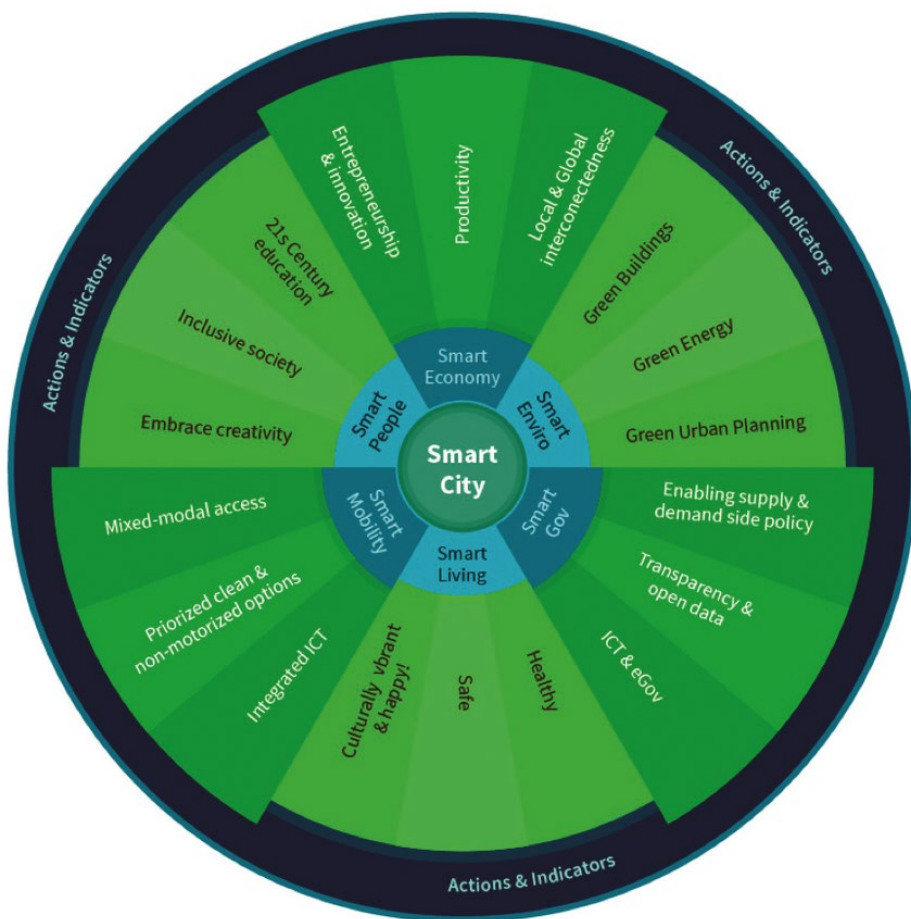 Smart
City
Smart
Economy
Entrepreneurship
& innovation
Productivity
Local & Global
interconnectedness
Smart
Enviro
Green Buildings
Green Energy
Green Urban Planning
Smart
Gov
Enabling supply &
demand side policy
Transparency &
open data
ICT & eGov
Smart
Living
Healthy
Safe
Culturally vibrant
& happy!
Smart
Mobility
Integrated ICT
Priorized clean &
non-motorized options
Mixed-modal access
Smart
People
Embrace creativity
Inclusive society
21s Century
education
Actions & Indicators
Actions & Indicators
Actions & Indicators